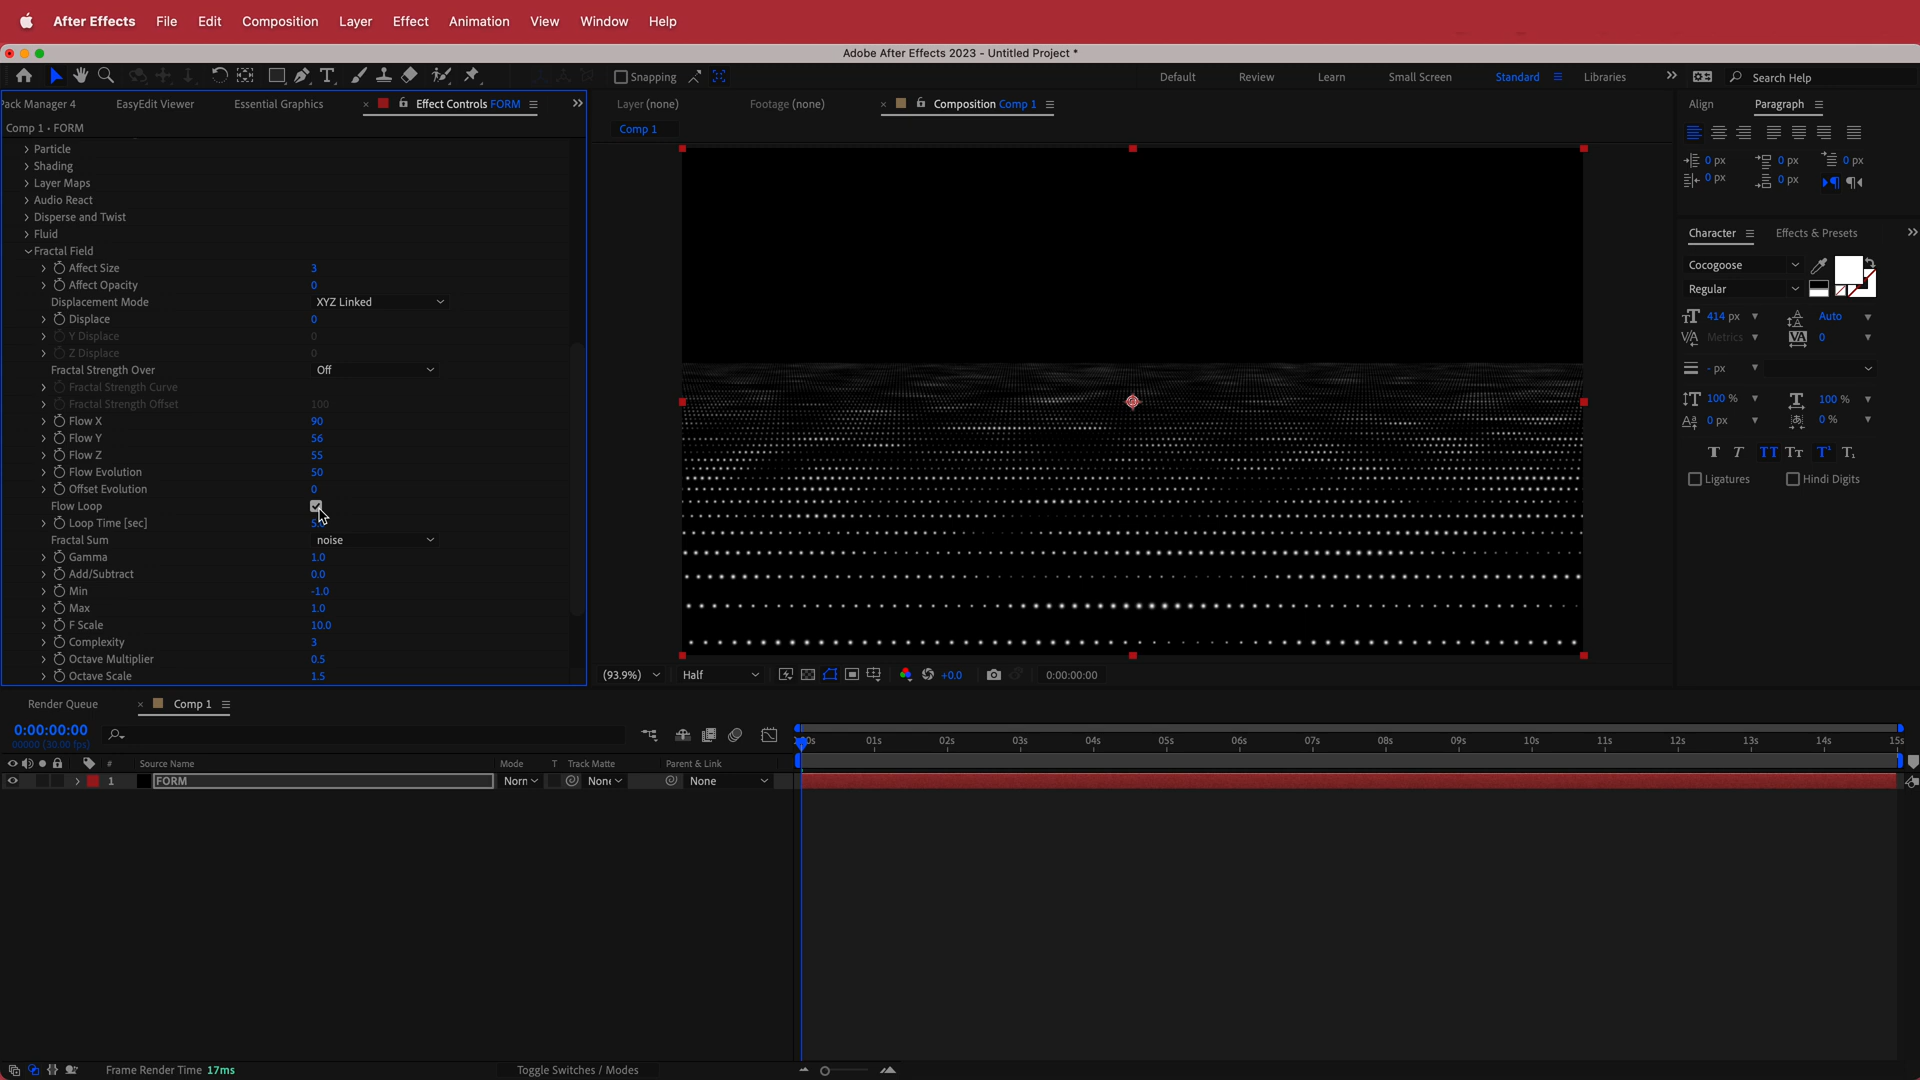 After Effects File Edit Composition Layer Effect Animation View Window Help
Adobe After Effects 2023 - Untitled Project *
Snapping Default Review Learn Small Screen Standard Libraries Search Help
Pack Manager 4 EasyEdit Viewer Essential Graphics Effect Controls FORM
Layer (none) Footage (none) Composition Comp 1
Align Paragraph
Comp 1 • FORM
Comp 1
Particle
Shading
Layer Maps
Audio React
Disperse and Twist
Fluid
Fractal Field
Affect Size 3
Affect Opacity 0
Displacement Mode XYZ Linked
Displace 0
Y Displace 0
Z Displace 0
Fractal Strength Over Off
Fractal Strength Curve
Fractal Strength Offset 100
Flow X 90
Flow Y 56
Flow Z 55
Flow Evolution 50
Offset Evolution 0
Flow Loop
Loop Time [sec]
Fractal Sum noise
Gamma 1.0
Add/Subtract 0.0
Min -1.0
Max 1.0
F Scale 10.0
Complexity 3
Octave Multiplier 0.5
Octave Scale 1.5
(93.9%) Half +0.0 0:00:00:00
0 px 0 px 0 px
0 px 0 px
Character Effects & Presets
Cocogoose
Regular
414 px Auto
Metrics 0
- px
100 % 100 %
0 px 0 %
Ligatures Hindi Digits
Render Queue Comp 1
0:00:00:00
00000 (30.00 fps)
01s 02s 03s 04s 05s 06s 07s 08s 09s 10s 11s 12s 13s 14s 15s
# Source Name Mode T Track Matte Parent & Link
1 FORM Norn None None
Frame Render Time 17ms Toggle Switches / Modes